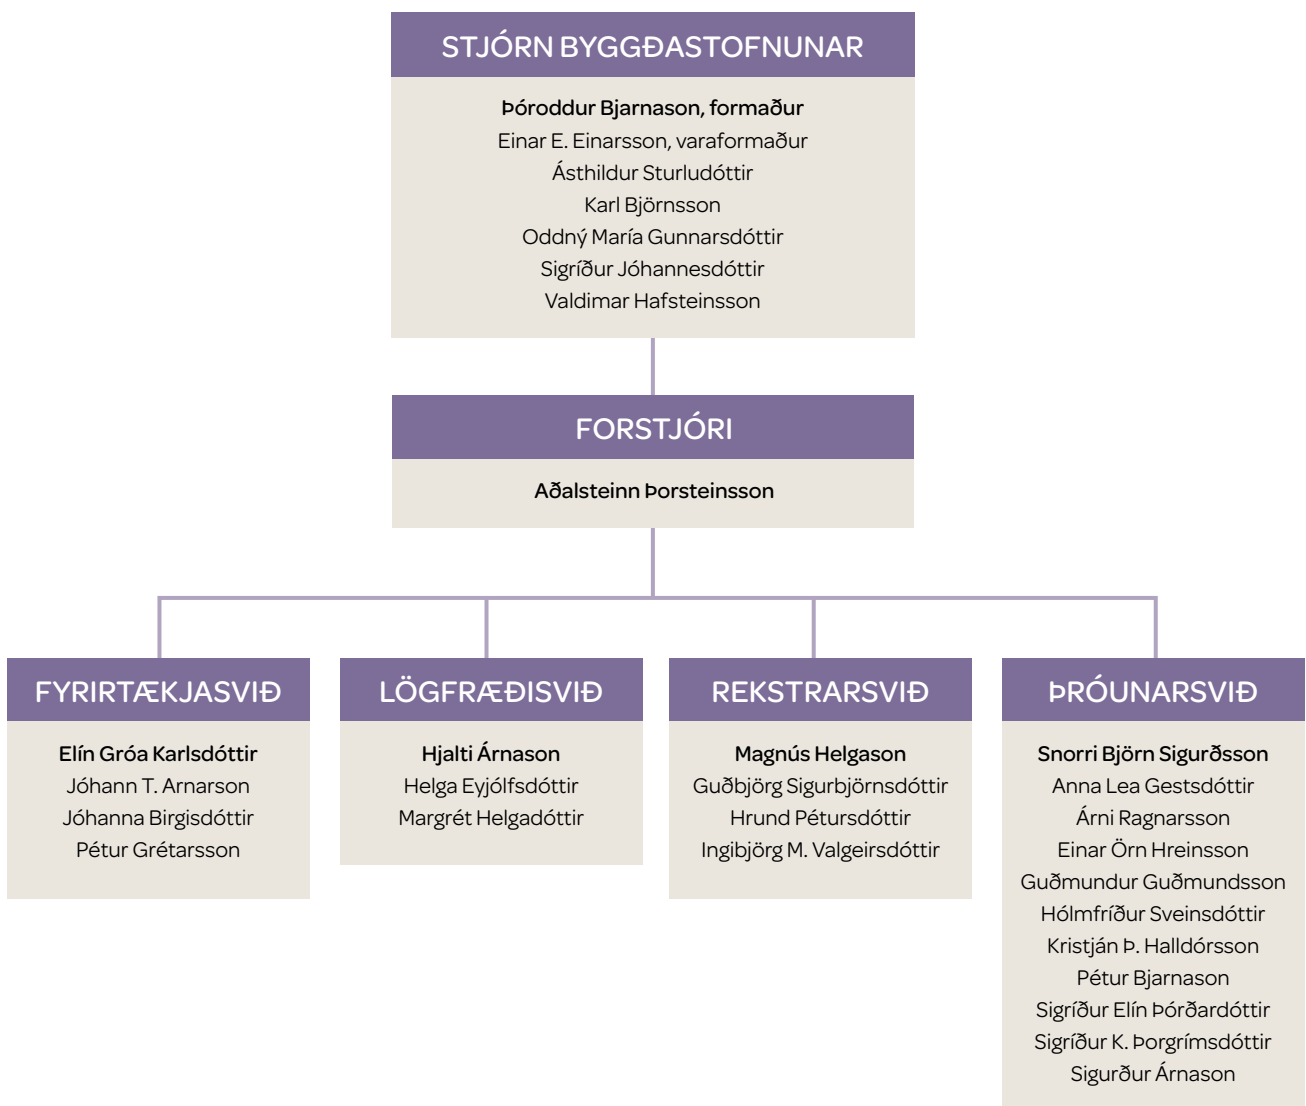 STJÓRN BYGGÐASTOFNUNAR
Þóroddur Bjarnason, formaður
Einar E. Einarsson, varaformaður
Ásthildur Sturludóttir
Karl Björnsson
Oddný María Gunnarsdóttir
Sigríður Jóhannesdóttir
Valdimar Hafsteinsson
FORSTJÓRI
Aðalsteinn Þorsteinsson
FYRIRTÆKJASVIÐ
Elín Gróa Karlsdóttir
Jóhann T. Arnarson
Jóhanna Birgisdóttir
Pétur Grétarsson
LÖGFRÆÐISVIÐ
Hjalti Árnason
Helga Eyjólfsdóttir
Margrét Helgadóttir
REKSTRARSVIÐ
Magnús Helgason
Guðbjörg Sigurbjörnsdóttir
Hrund Pétursdóttir
Ingibjörg M. Valgeirsdóttir
ÞRÓUNARSVIÐ
Snorri Björn Sigurðsson
Anna Lea Gestsdóttir
Árni Ragnarsson
Einar Örn Hreinsson
Guðmundur Guðmundsson
Hólmfríður Sveinsdóttir
Kristján Þ. Halldórsson
Pétur Bjarnason
Sigríður Elín Þórðardóttir
Sigríður K. Þorgrímsdóttir
Sigurður Árnason